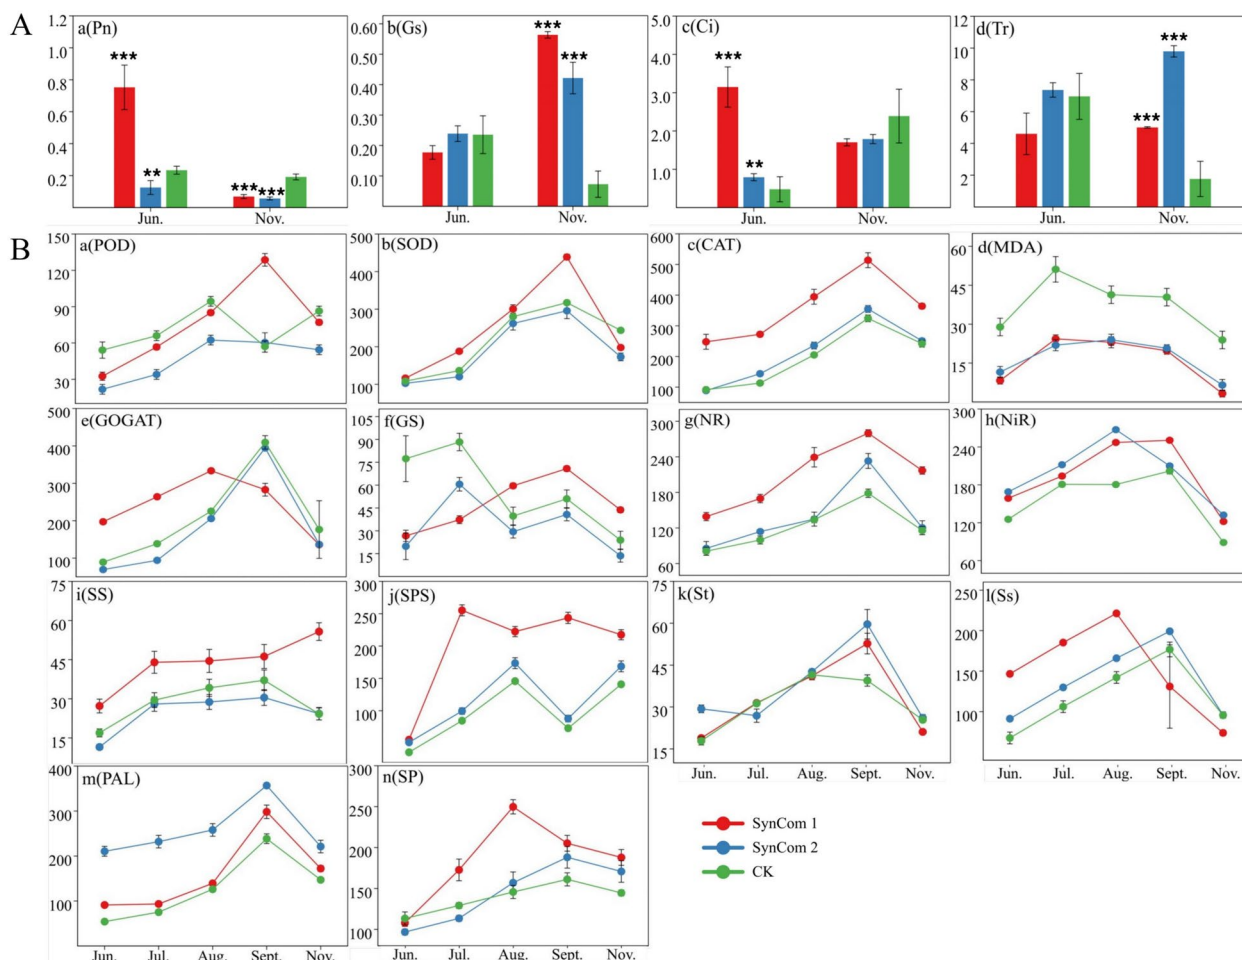 A
a(Pn)
1.2
1.0
0.8
0.6
0.4
0.2
***
**
***
***
Jun.
Nov.
b(Gs)
0.60
0.50
0.40
0.30
0.20
0.10
***
***
Jun.
Nov.
c(Ci)
5.0
4.0
3.0
2.0
1.0
***
**
Jun.
Nov.
d(Tr)
12
10
8
6
4
2
***
***
Jun.
Nov.
B
a(POD)
150
120
90
60
30
b(SOD)
500
400
300
200
100
c(CAT)
600
500
400
300
200
100
d(MDA)
60
45
30
15
e(GOGAT)
500
400
300
200
100
f(GS)
105
90
75
60
45
30
15
g(NR)
300
240
180
120
60
h(NiR)
300
240
180
120
60
i(SS)
75
60
45
30
15
j(SPS)
300
250
200
150
100
k(St)
75
60
45
30
15
Jun.
Jul.
Aug.
Sept.
Nov.
l(Ss)
250
200
150
100
Jun.
Jul.
Aug.
Sept.
Nov.
m(PAL)
400
300
200
100
Jun.
Jul.
Aug.
Sept.
Nov.
n(SP)
300
250
200
150
100
Jun.
Jul.
Aug.
Sept.
Nov.
SynCom 1
SynCom 2
CK